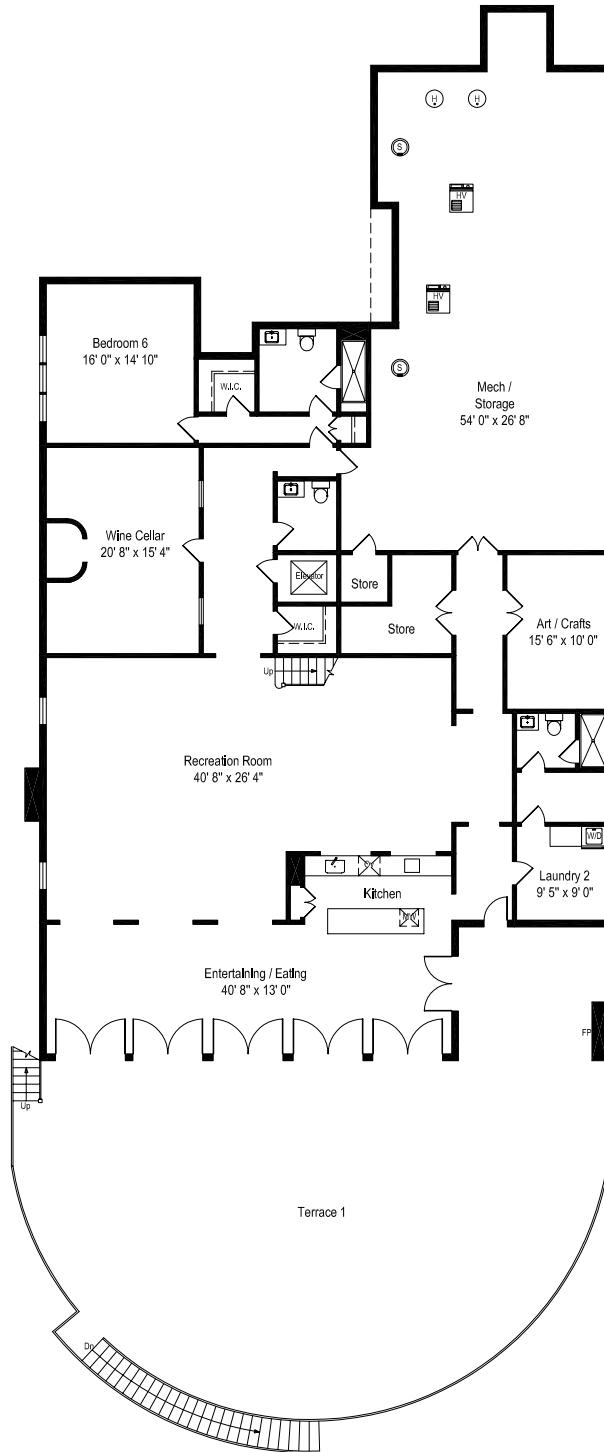 H
H
S
HV
HV
Bedroom 6
16' 0" x 14' 10"
W.I.C.
S
Mech /
Storage
54' 0" x 26' 8"
Wine Cellar
20' 8" x 15' 4"
Elevator
Store
W.I.C.
Store
Art / Crafts
15' 6" x 10' 0"
Up
Recreation Room
40' 8" x 26' 4"
W/D
Kitchen
Laundry 2
9' 5" x 9' 0"
Entertaining / Eating
40' 8" x 13' 0"
FP
Up
Terrace 1
Dn